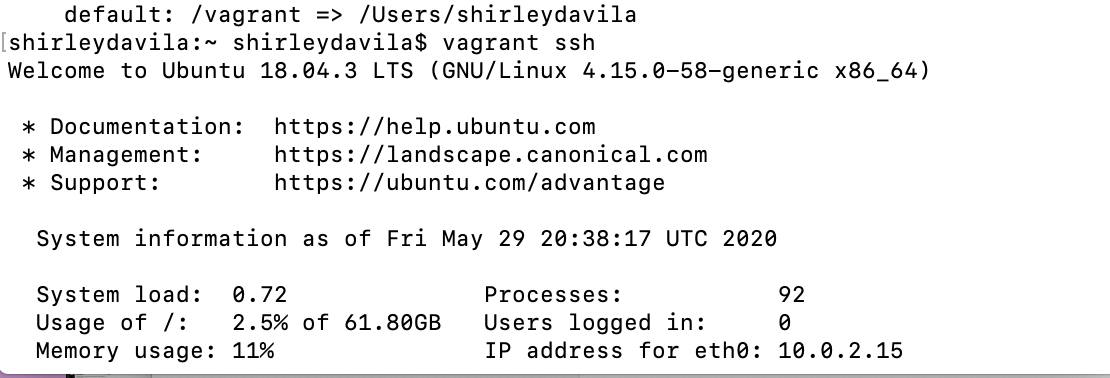 default: /vagrant => /Users/shirleydavila
[shirleydavila:~ shirleydavila$ vagrant ssh
Welcome to Ubuntu 18.04.3 LTS (GNU/Linux 4.15.0-58-generic x86_64)
* Documentation:  https://help.ubuntu.com
* Management:     https://landscape.canonical.com
* Support:        https://ubuntu.com/advantage
System information as of Fri May 29 20:38:17 UTC 2020
System load:  0.72              Processes:           92
Usage of /:   2.5% of 61.80GB   Users logged in:     0
Memory usage: 11%               IP address for eth0: 10.0.2.15